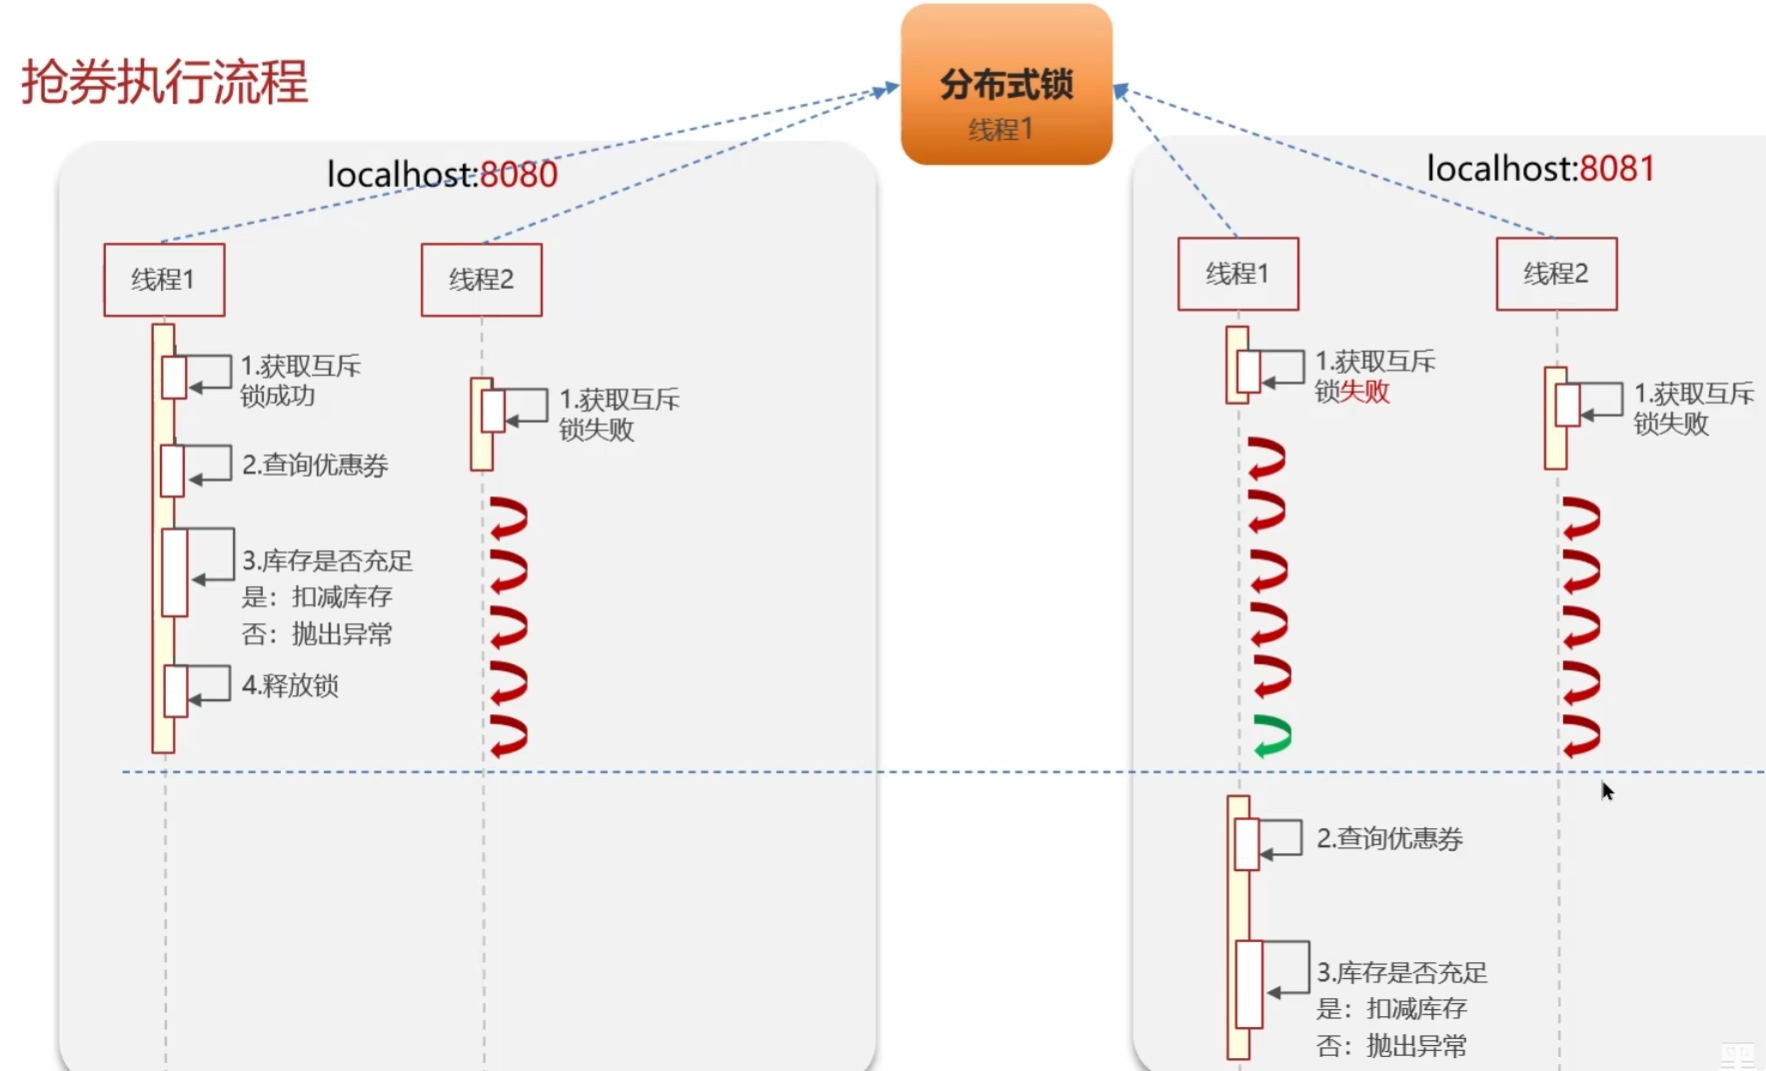 抢券执行流程
分布式锁
线程1
localhost:8080
线程1
线程2
1.获取互斥
锁成功
2.查询优惠券
3.库存是否充足
是：扣减库存
否：抛出异常
4.释放锁
1.获取互斥
锁失败
localhost:8081
线程1
线程2
1.获取互斥
锁失败
1.获取互斥
锁失败
2.查询优惠券
3.库存是否充足
是：扣减库存
否：抛出异常